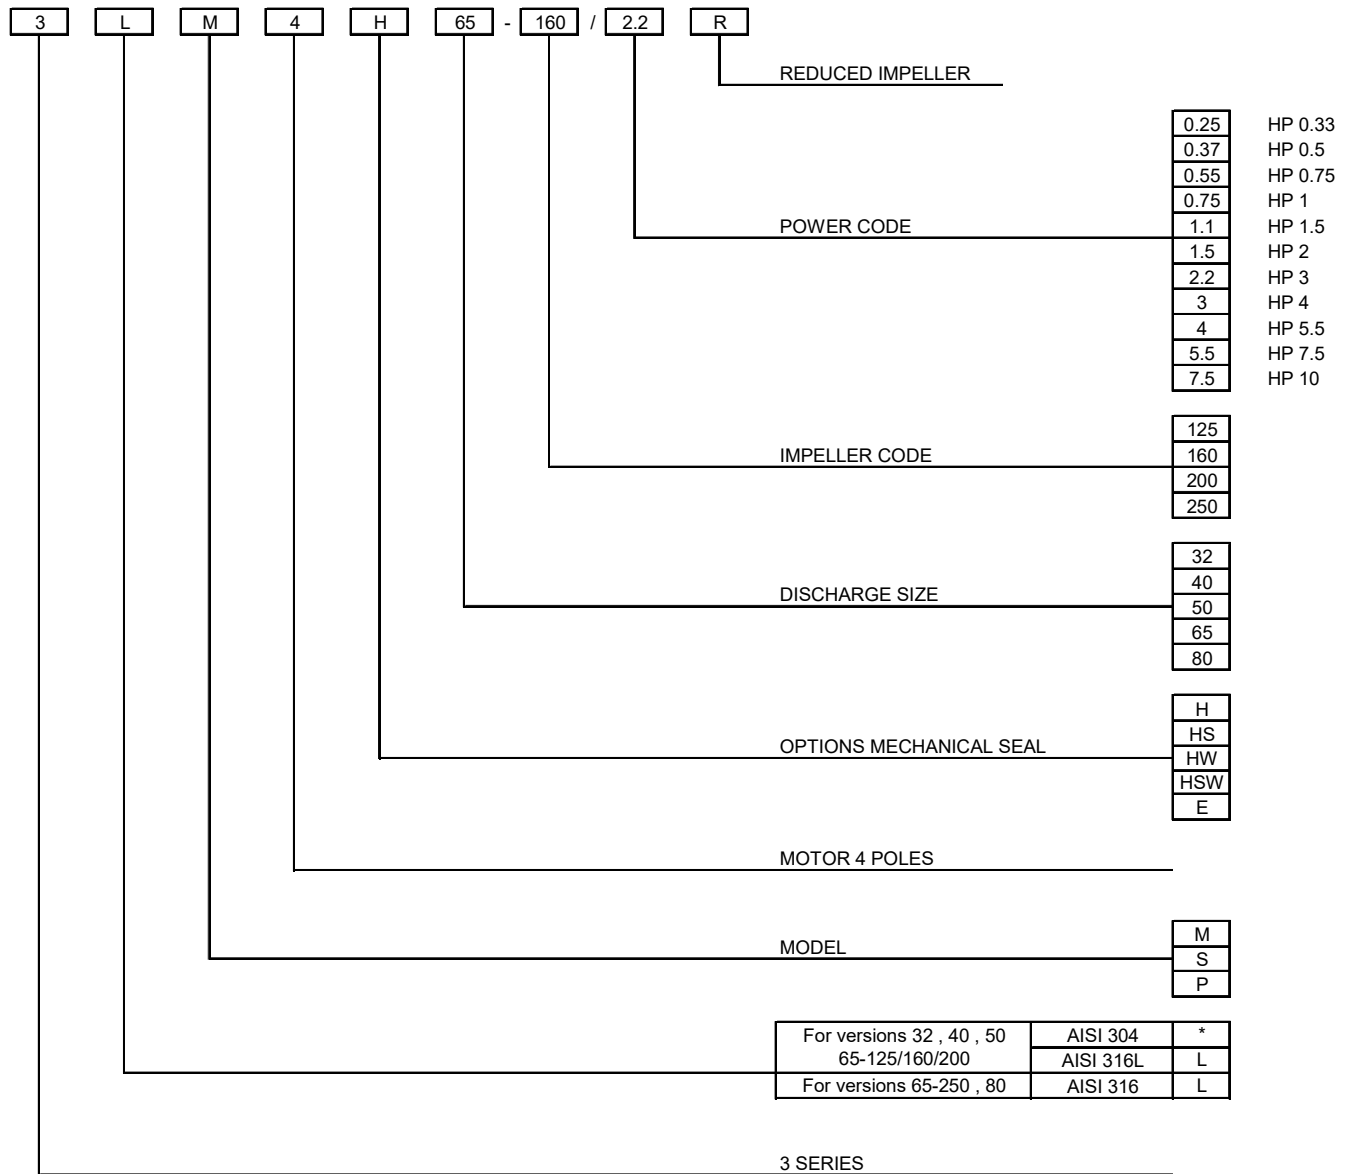 3 L M 4 H 65 - 160 / 2.2 R
REDUCED IMPELLER
0.25 HP 0.33
0.37 HP 0.5
0.55 HP 0.75
0.75 HP 1
POWER CODE 1.1 HP 1.5
1.5 HP 2
2.2 HP 3
3 HP 4
4 HP 5.5
5.5 HP 7.5
7.5 HP 10
125
IMPELLER CODE 160
200
250
32
40
DISCHARGE SIZE 50
65
80
H
HS
OPTIONS MECHANICAL SEAL HW
HSW
E
MOTOR 4 POLES
M
MODEL S
P
For versions 32 , 40 , 50 AISI 304 *
65-125/160/200 AISI 316L L
For versions 65-250 , 80 AISI 316 L
3 SERIES